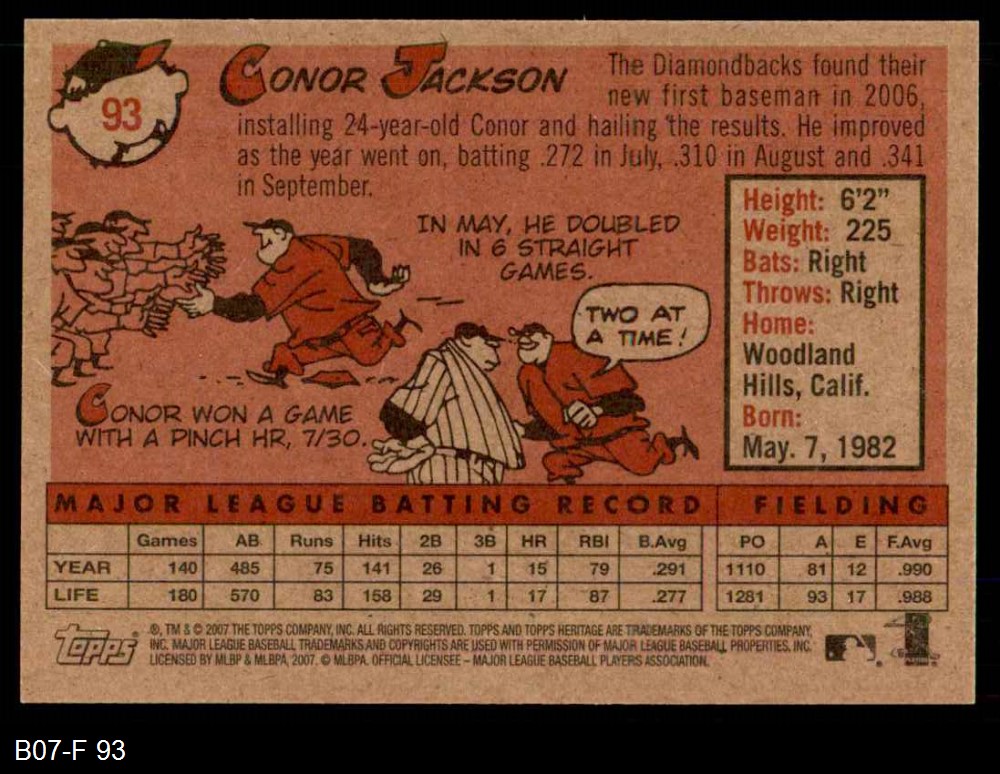 93
CONOR JACKSON
The Diamondbacks found their
new first baseman in 2006,
installing 24-year-old Conor and hailing the results. He improved
as the year went on, batting .272 in July, .310 in August and .341
in September.
IN MAY, HE DOUBLED
IN 6 STRAIGHT
GAMES.
TWO AT
A TIME!
CONOR WON A GAME
WITH A PINCH HR, 7/30.
Height: 6'2"
Weight: 225
Bats: Right
Throws: Right
Home:
Woodland
Hills, Calif.
Born:
May. 7, 1982
MAJOR LEAGUE BATTING RECORD FIELDING
Games AB Runs Hits 2B 3B HR RBI B.Avg PO A E F.Avg
YEAR 140 485 75 141 26 1 15 79 .291 1110 81 12 .990
LIFE 180 570 83 158 29 1 17 87 .277 1281 93 17 .988
Topps
®, TM & © 2007 THE TOPPS COMPANY, INC. ALL RIGHTS RESERVED. TOPPS AND TOPPS HERITAGE ARE TRADEMARKS OF THE TOPPS COMPANY,
INC. MAJOR LEAGUE BASEBALL TRADEMARKS AND COPYRIGHTS ARE USED WITH PERMISSION OF MAJOR LEAGUE BASEBALL PROPERTIES, INC.
LICENSED BY MLBP & MLBPA, 2007. © MLBPA. OFFICIAL LICENSEE – MAJOR LEAGUE BASEBALL PLAYERS ASSOCIATION.
B07-F 93